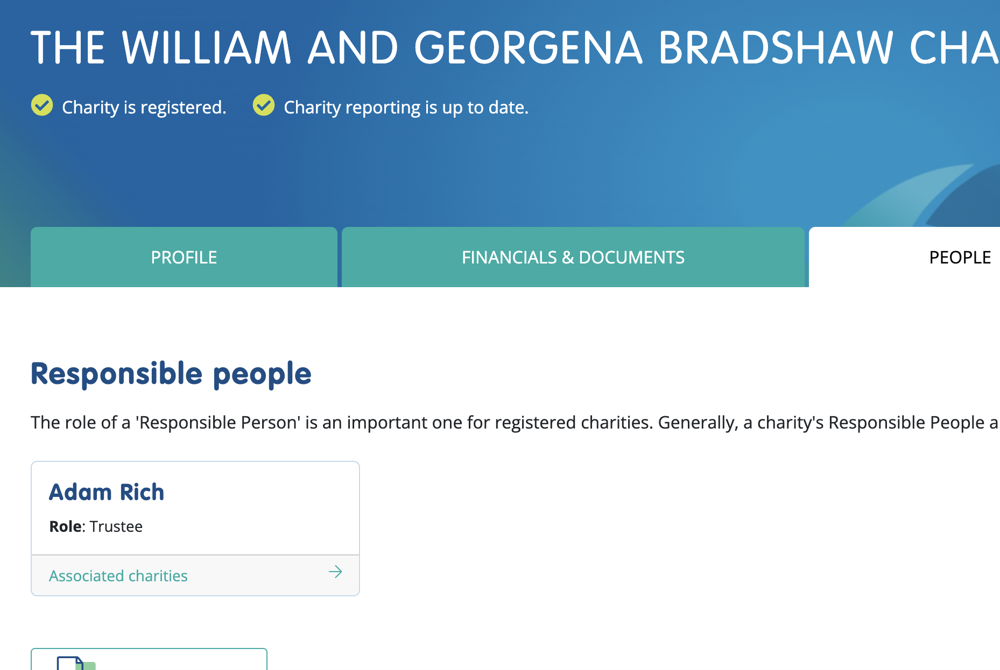 THE WILLIAM AND GEORGENA BRADSHAW CHA
Charity is registered. Charity reporting is up to date.
PROFILE FINANCIALS & DOCUMENTS PEOPLE
Responsible people
The role of a 'Responsible Person' is an important one for registered charities. Generally, a charity's Responsible People a
Adam Rich
Role: Trustee
Associated charities